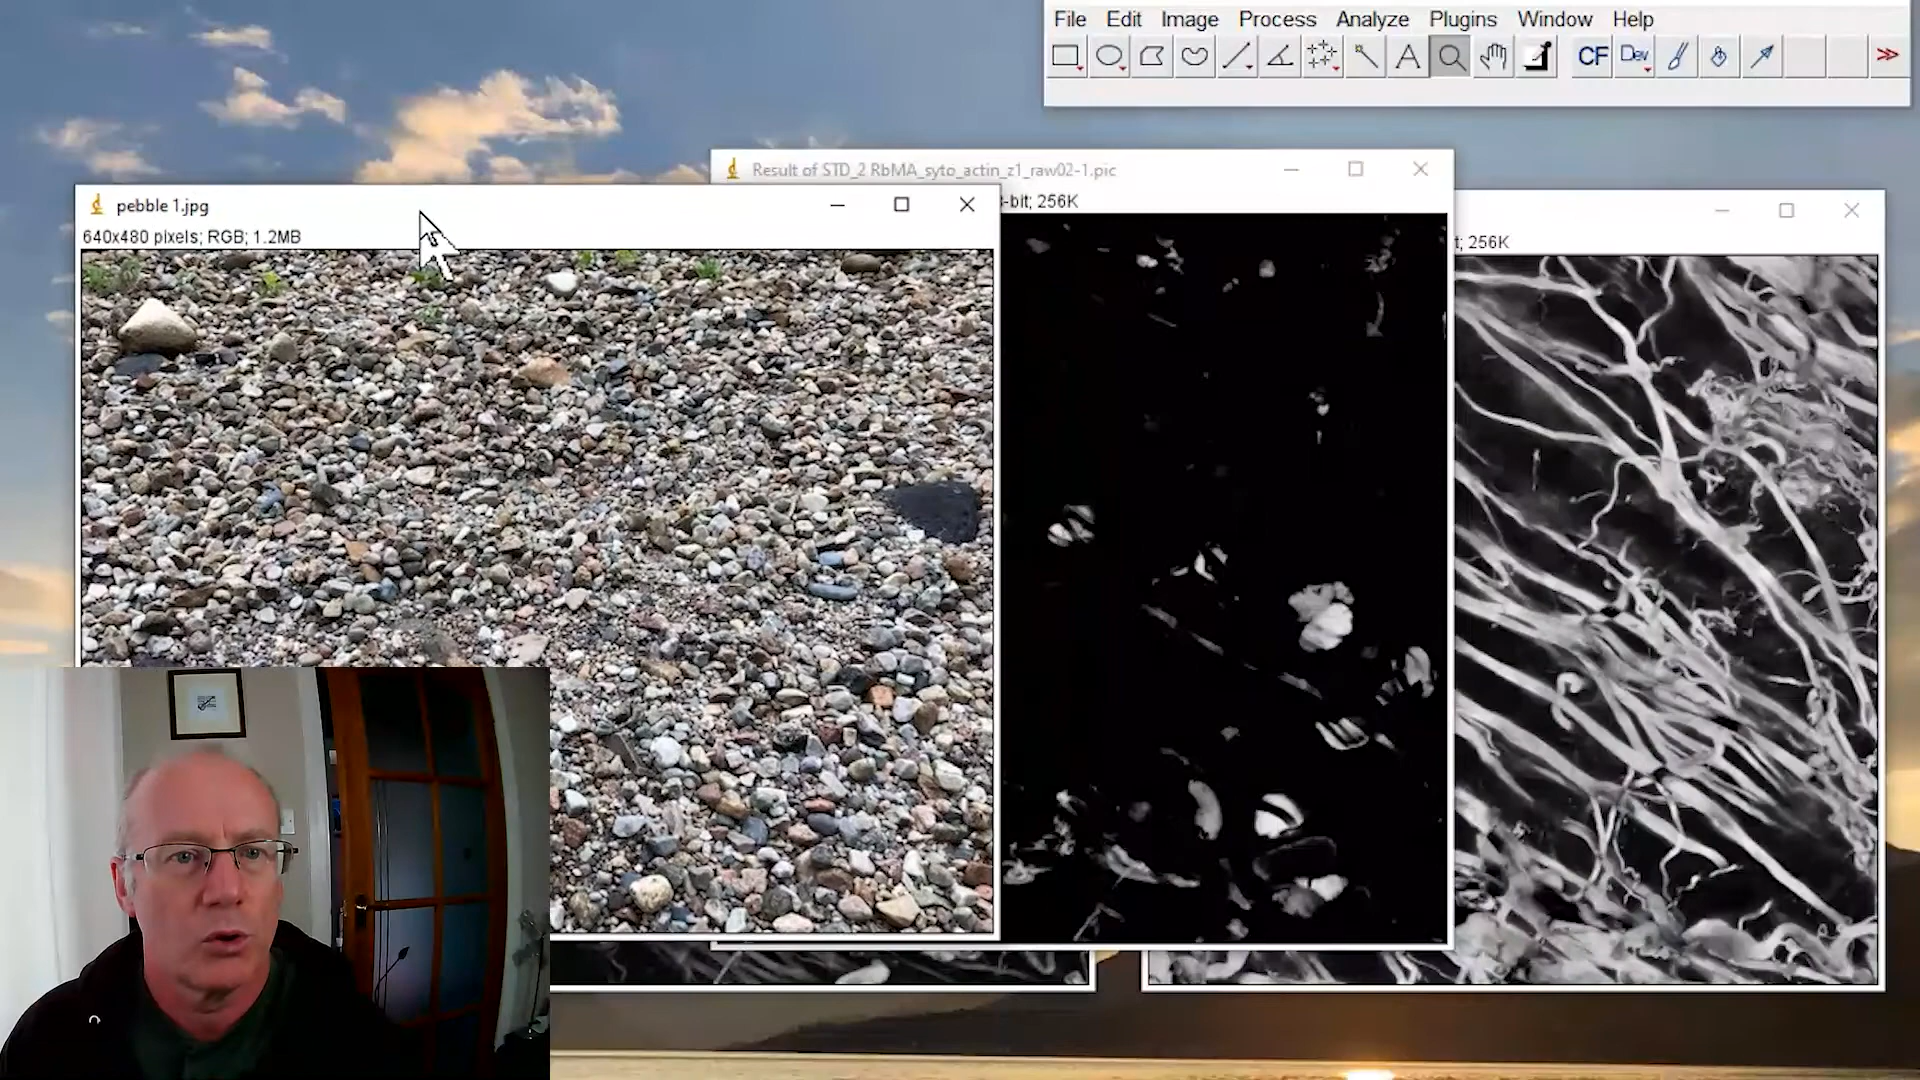 File Edit Image Process Analyze Plugins Window Help
A CF Dev >>
Result of STD_2 RbMA_syto_actin_z1_raw02-1.pic
-bit; 256K
pebble 1.jpg
640x480 pixels; RGB; 1.2MB
t; 256K